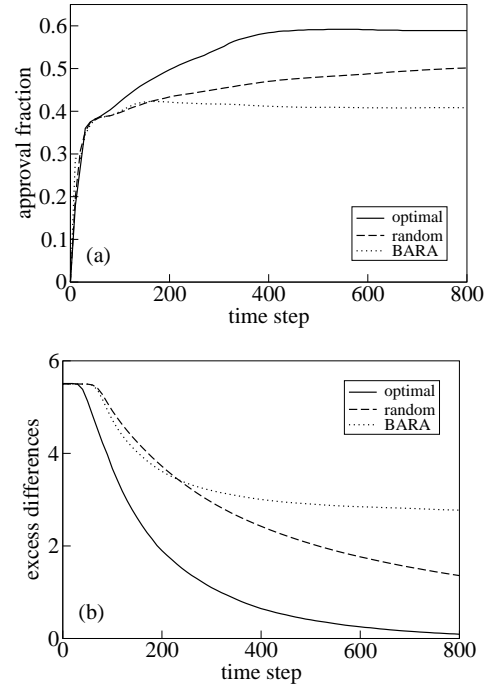 0.6
0.5
0.4
0.3
0.2
0.1
0
approval fraction
optimal
random
BARA
(a)
0 200 400 600 800
time step
6
4
2
0
excess differences
optimal
random
BARA
(b)
0 200 400 600 800
time step